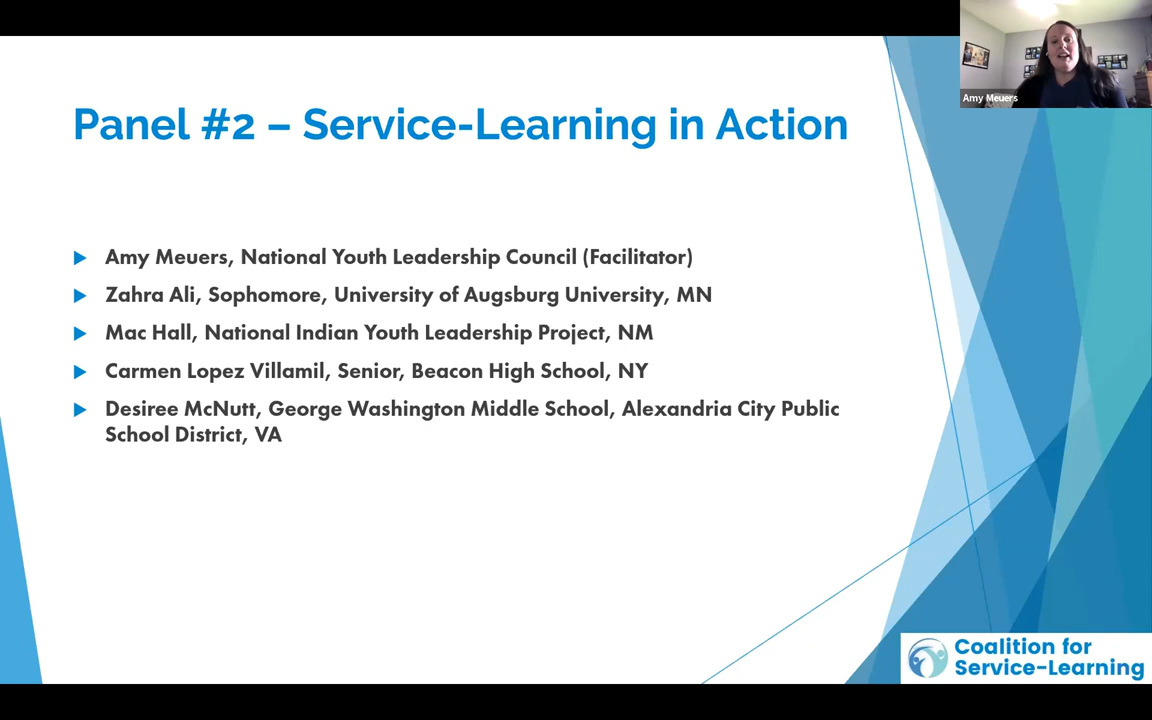 Amy Meuers
Panel #2 – Service-Learning in Action
Amy Meuers, National Youth Leadership Council (Facilitator)
Zahra Ali, Sophomore, University of Augsburg University, MN
Mac Hall, National Indian Youth Leadership Project, NM
Carmen Lopez Villamil, Senior, Beacon High School, NY
Desiree McNutt, George Washington Middle School, Alexandria City Public
School District, VA
Coalition for
Service-Learning